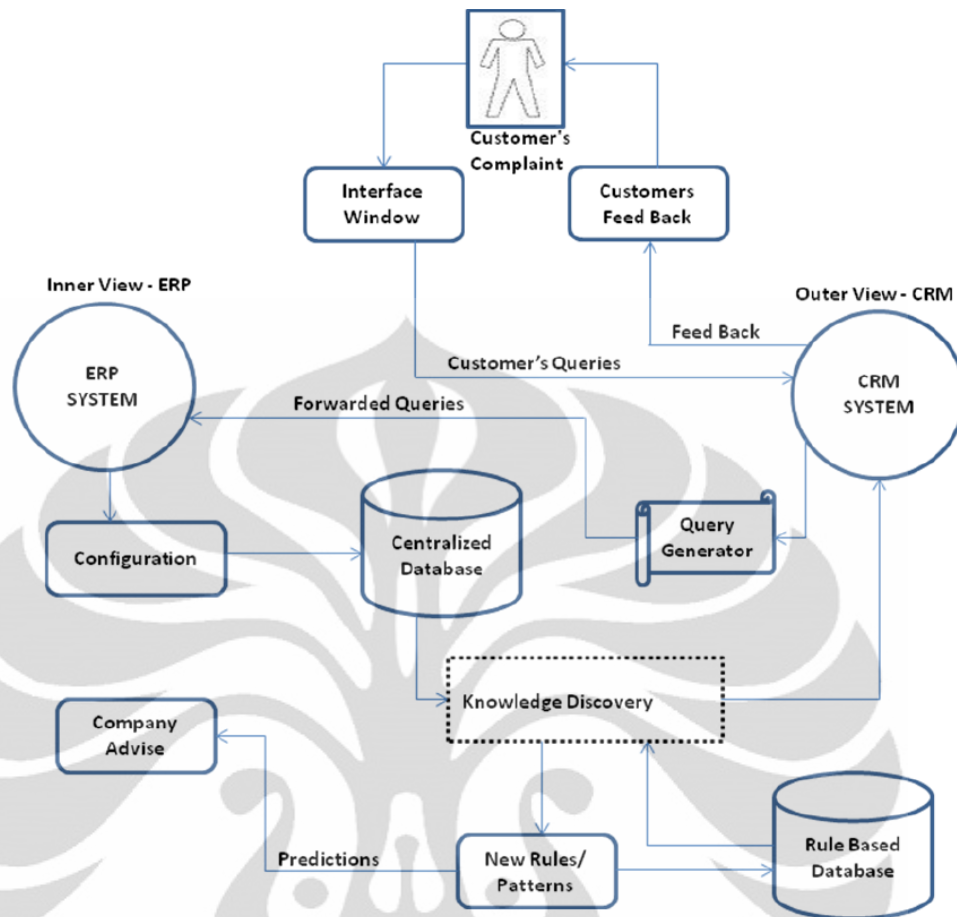 Customer's
Complaint
Interface
Window
Customers
Feed Back
Inner View - ERP
Outer View - CRM
Feed Back
ERP
SYSTEM
Customer's Queries
CRM
SYSTEM
Forwarded Queries
Configuration
Centralized
Database
Query
Generator
Knowledge Discovery
Company
Advise
Predictions
New Rules/
Patterns
Rule Based
Database